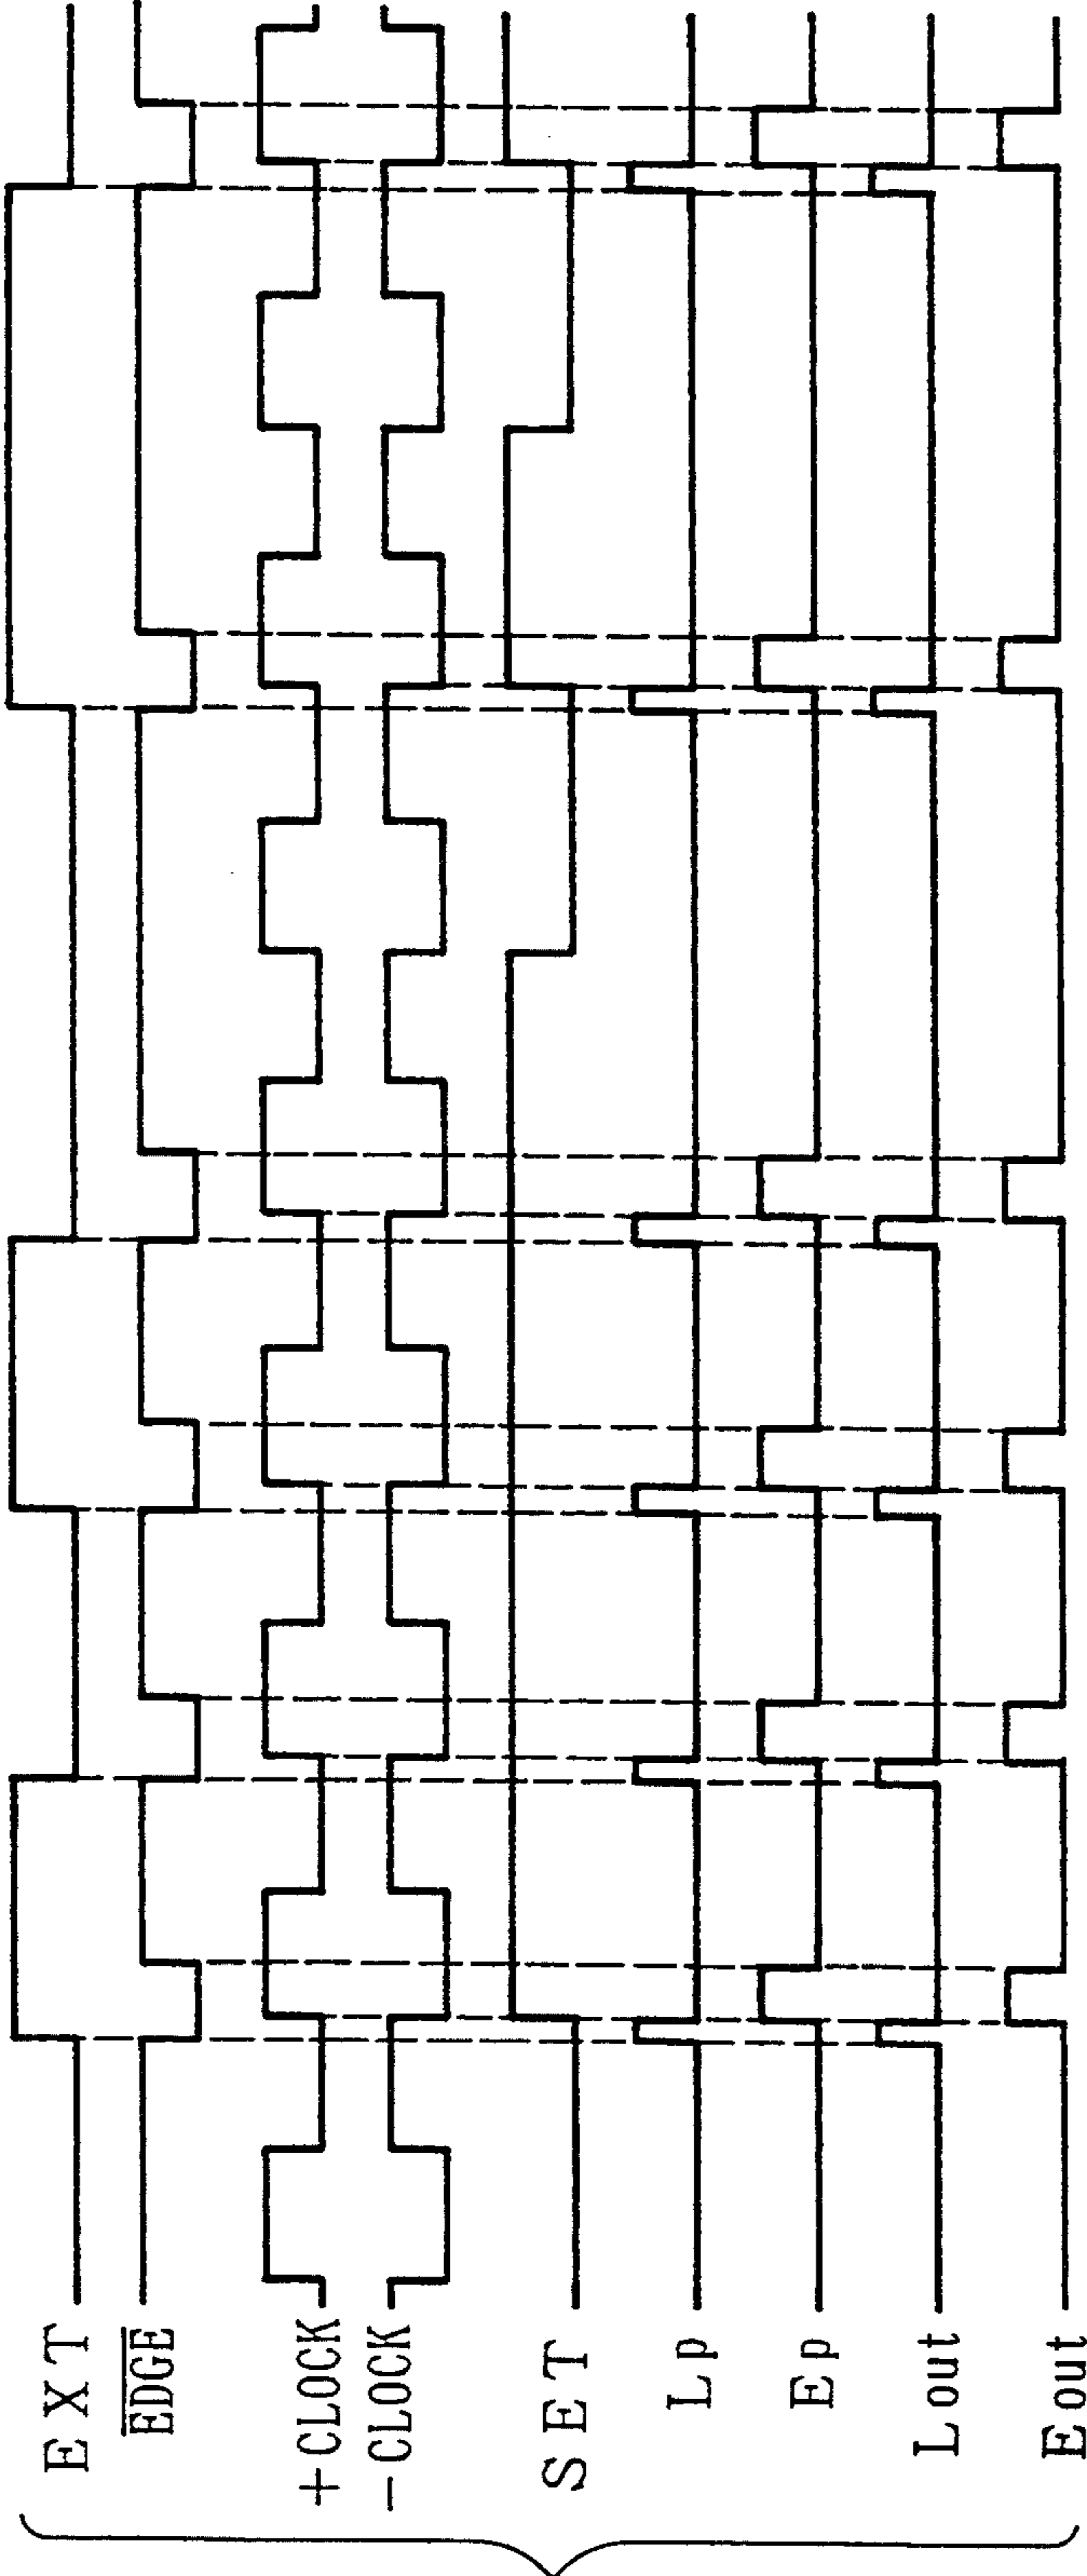 EXT
EDGE
+CLOCK
-CLOCK
SET
Lp
Ep
Lout
Eout